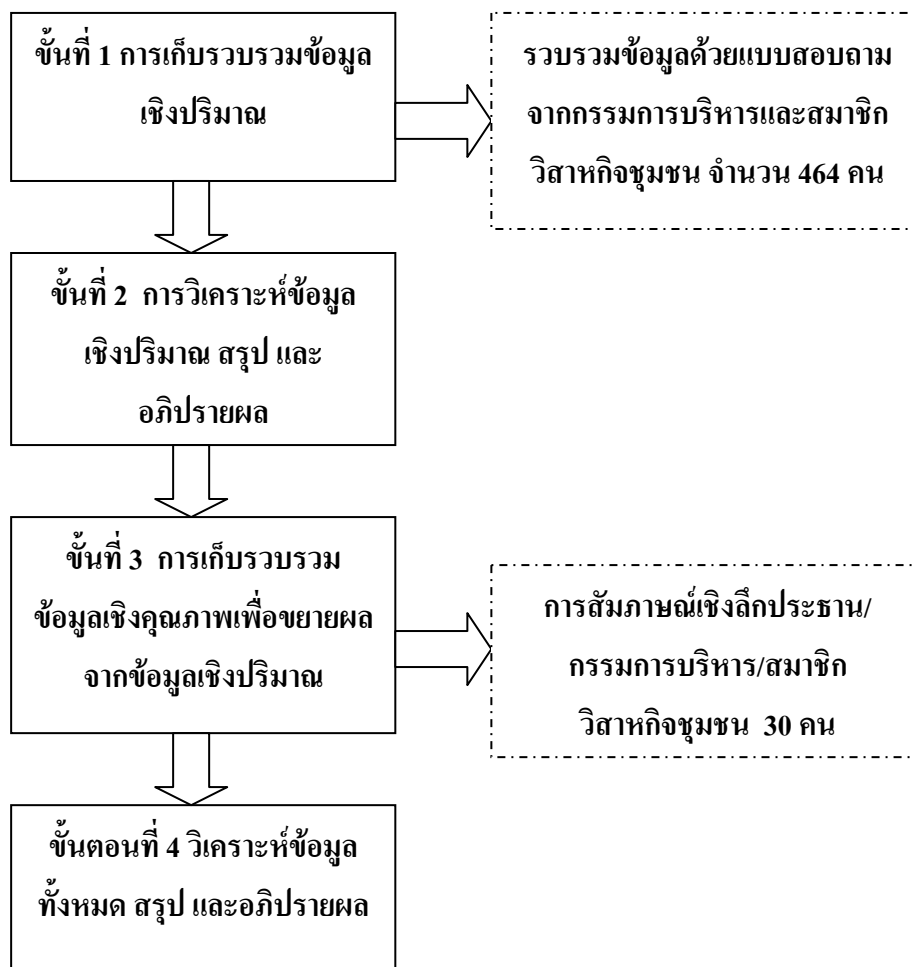 ขั้นที่ 1 การเก็บรวบรวมข้อมูล
เชิงปริมาณ
รวบรวมข้อมูลด้วยแบบสอบถาม
จากกรรมการบริหารและสมาชิก
วิสาหกิจชุมชน จำนวน 464 คน
ขั้นที่ 2 การวิเคราะห์ข้อมูล
เชิงปริมาณ สรุป และ
อภิปรายผล
ขั้นที่ 3 การเก็บรวบรวม
ข้อมูลเชิงคุณภาพเพื่อขยายผล
จากข้อมูลเชิงปริมาณ
การสัมภาษณ์เชิงลึกประธาน/
กรรมการบริหาร/สมาชิก
วิสาหกิจชุมชน 30 คน
ขั้นตอนที่ 4 วิเคราะห์ข้อมูล
ทั้งหมด สรุป และอภิปรายผล